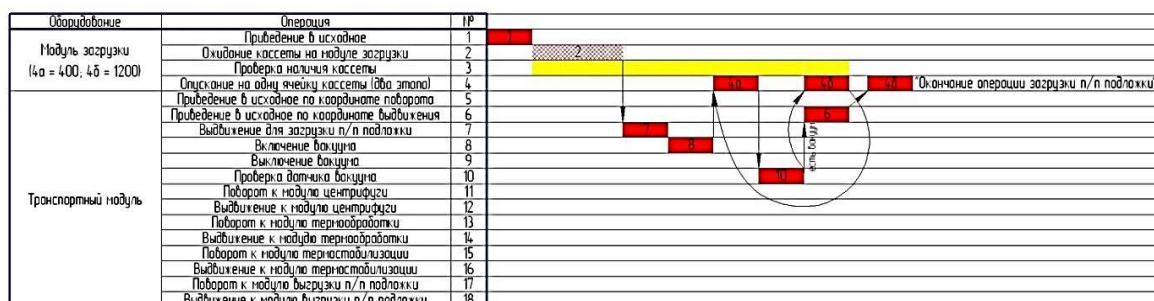 Оборудование Операция №
Приведение в исходное 1 1
Модуль загрузки
(4а = 400; 4б = 1200)
Ожидание кассеты на модуле загрузки 2 2
Проверка наличия кассеты 3
Опускание на одну ячейку кассеты (два этапа) 4 4а 4б 4б "Окончание операции загрузки п/п подложки"
Транспортный модуль
Приведение в исходное по координате поворота 5
Приведение в исходное по координате выдвижения 6 6
Выдвижение для загрузки п/п подложки 7 7
Включение вакуума 8 8
Выключение вакуума 9
есть вакуум
Проверка датчика вакуума 10 10
Поворот к модулю центрифуги 11
Выдвижение к модулю центрифуги 12
Поворот к модулю термообработки 13
Выдвижение к модулю термообработки 14
Поворот к модулю термостабилизации 15
Выдвижение к модулю термостабилизации 16
Поворот к модулю выгрузки п/п подложки 17
Выдвижение к модулю выгрузки п/п подложки 18